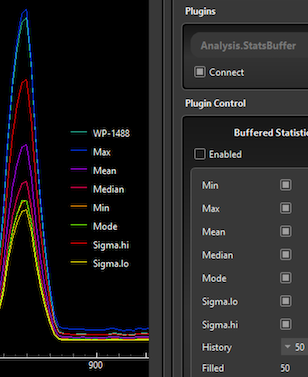 WP-1488
Max
Mean
Median
Min
Mode
Sigma.hi
Sigma.lo
900
Plugins
Analysis.StatsBuffer
Connect
Plugin Control
Buffered Statistic
Enabled
Min
Max
Mean
Median
Mode
Sigma.lo
Sigma.hi
History 50
Filled 50